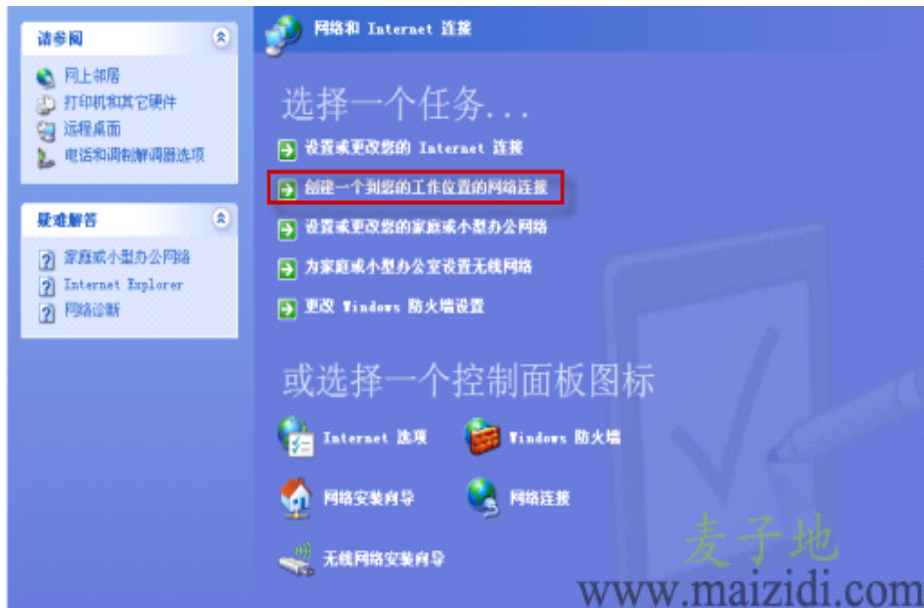 网络和 Internet 连接
请参阅
网上邻居
打印机和其它硬件
远程桌面
电话和调制解调器选项
疑难解答
家庭或小型办公网络
Internet Explorer
网络诊断
选择一个任务...
设置或更改您的 Internet 连接
创建一个到您的工作位置的网络连接
设置或更改您的家庭或小型办公网络
为家庭或小型办公室设置无线网络
更改 Windows 防火墙设置
或选择一个控制面板图标
Internet 选项
Windows 防火墙
网络安装向导
网络连接
无线网络安装向导
麦子地
www.maizidi.com